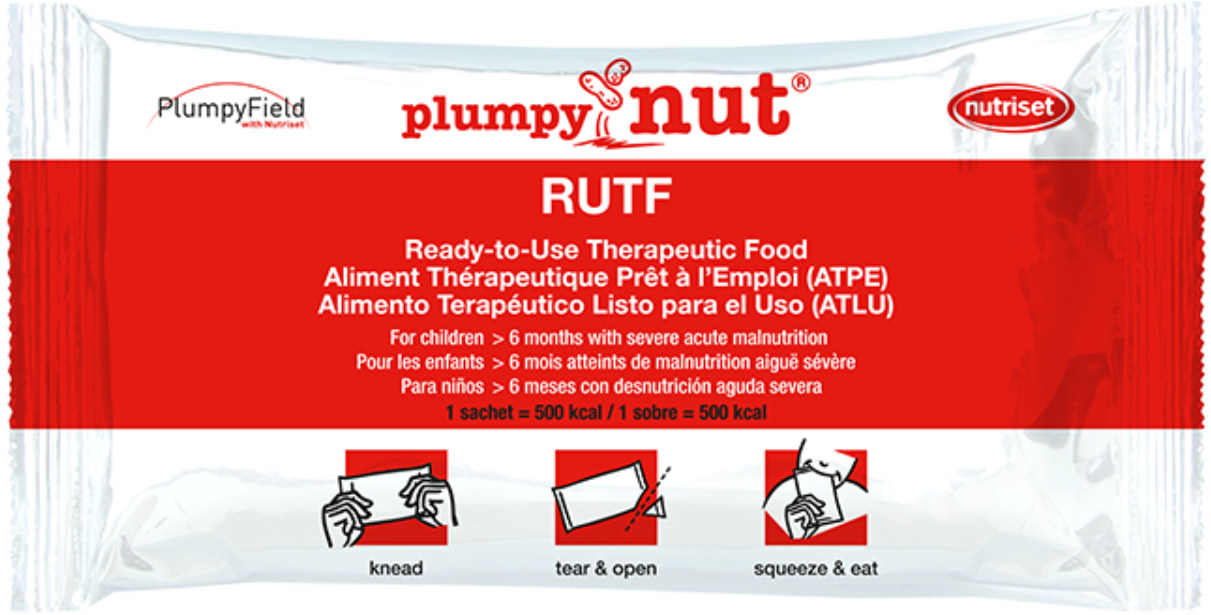 PlumpyField
with Nutriset
plumpy'nut®
nutriset
RUTF
Ready-to-Use Therapeutic Food
Aliment Thérapeutique Prêt à l'Emploi (ATPE)
Alimento Terapéutico Listo para el Uso (ATLU)
For children > 6 months with severe acute malnutrition
Pour les enfants > 6 mois atteints de malnutrition aiguë sévère
Para niños > 6 meses con desnutrición aguda severa
1 sachet = 500 kcal / 1 sobre = 500 kcal
knead
tear & open
squeeze & eat